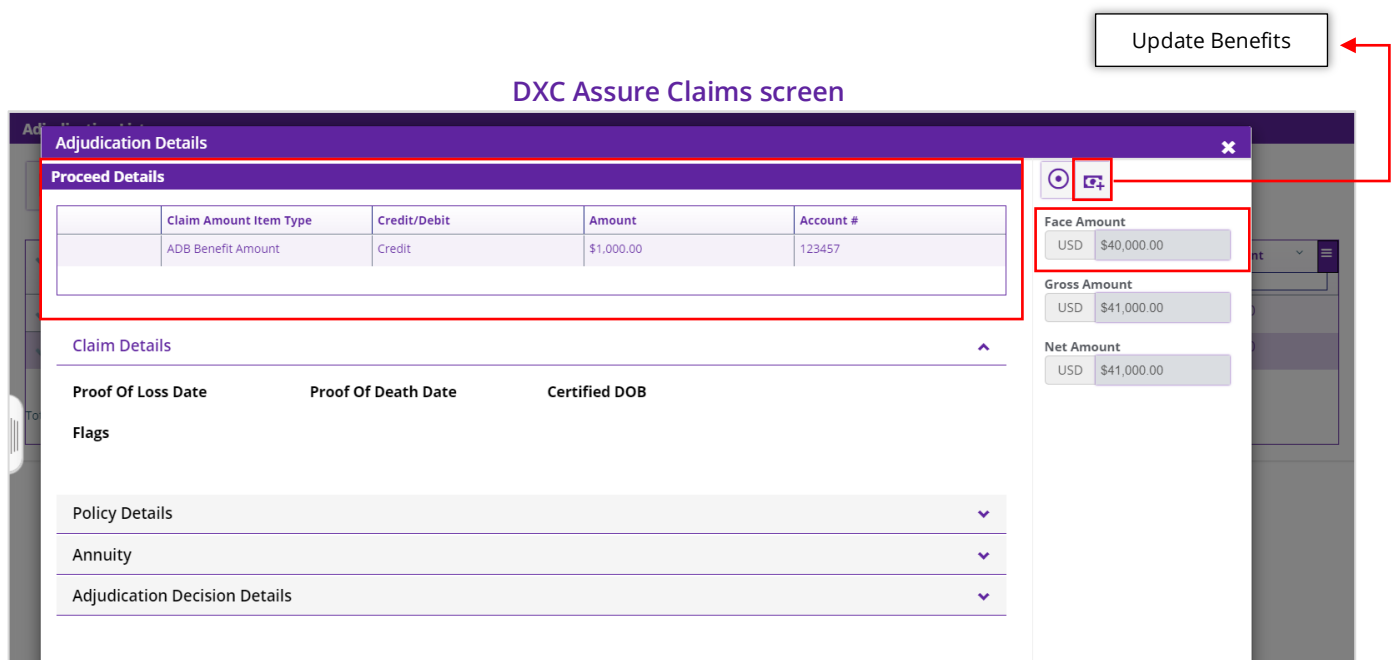 Update Benefits
DXC Assure Claims screen
Adjudication Details
Proceed Details
Claim Amount Item Type Credit/Debit Amount Account #
ADB Benefit Amount Credit $1,000.00 123457
Face Amount
USD $40,000.00
Gross Amount
USD $41,000.00
Net Amount
USD $41,000.00
Claim Details
Proof Of Loss Date Proof Of Death Date Certified DOB
Flags
Policy Details
Annuity
Adjudication Decision Details